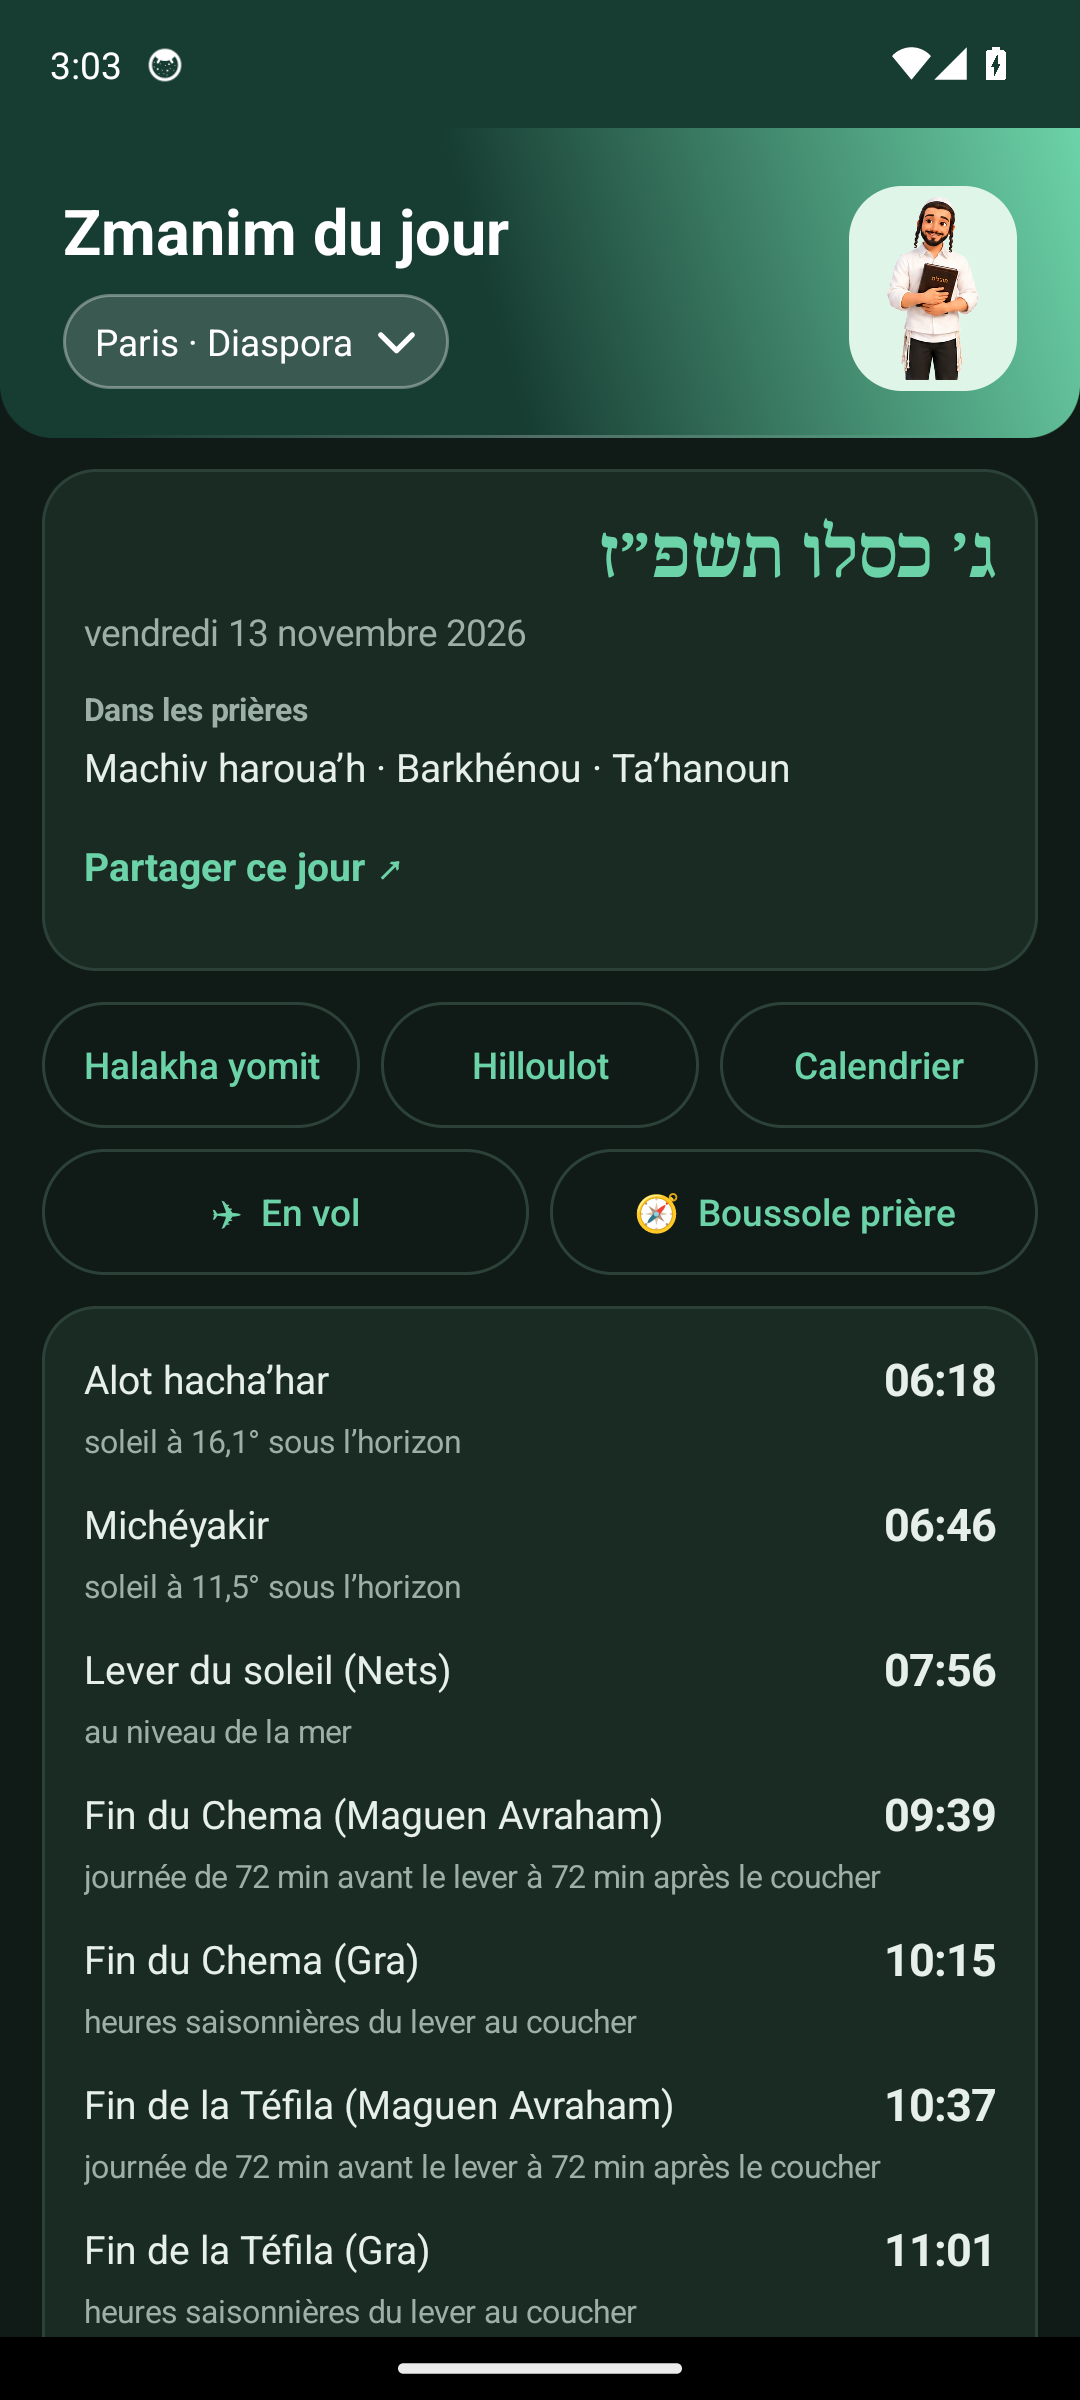 3:03
Zmanim du jour
Paris · Diaspora
ג׳ כסלו תשפ״ז
vendredi 13 novembre 2026
Dans les prières
Machiv haroua’h · Barkhénou · Ta’hanoun
Partager ce jour ↗
Halakha yomit
Hilloulot
Calendrier
✈ En vol
🧭 Boussole prière
Alot hacha’har 06:18
soleil à 16,1° sous l’horizon
Michéyakir 06:46
soleil à 11,5° sous l’horizon
Lever du soleil (Nets) 07:56
au niveau de la mer
Fin du Chema (Maguen Avraham) 09:39
journée de 72 min avant le lever à 72 min après le coucher
Fin du Chema (Gra) 10:15
heures saisonnières du lever au coucher
Fin de la Téfila (Maguen Avraham) 10:37
journée de 72 min avant le lever à 72 min après le coucher
Fin de la Téfila (Gra) 11:01
heures saisonnières du lever au coucher